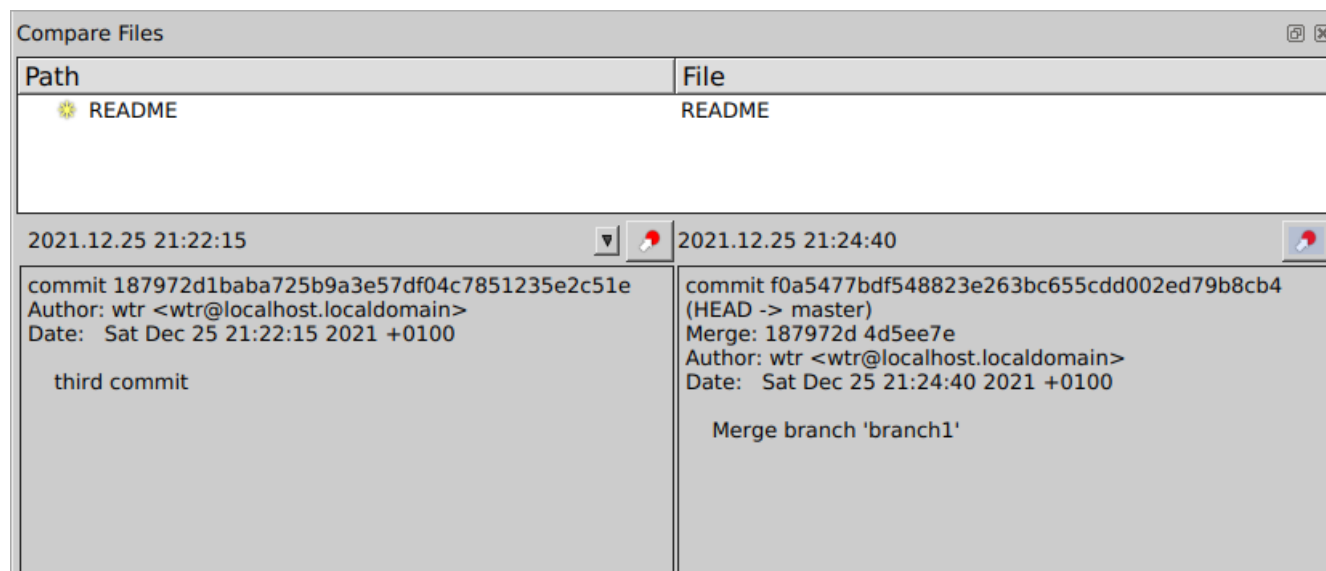 Compare Files
Path File
README README
2021.12.25 21:22:15
2021.12.25 21:24:40
commit 187972d1baba725b9a3e57df04c7851235e2c51e
Author: wtr <wtr@localhost.localdomain>
Date:   Sat Dec 25 21:22:15 2021 +0100
third commit
commit f0a5477bdf548823e263bc655cdd002ed79b8cb4
(HEAD -> master)
Merge: 187972d 4d5ee7e
Author: wtr <wtr@localhost.localdomain>
Date:   Sat Dec 25 21:24:40 2021 +0100
Merge branch 'branch1'